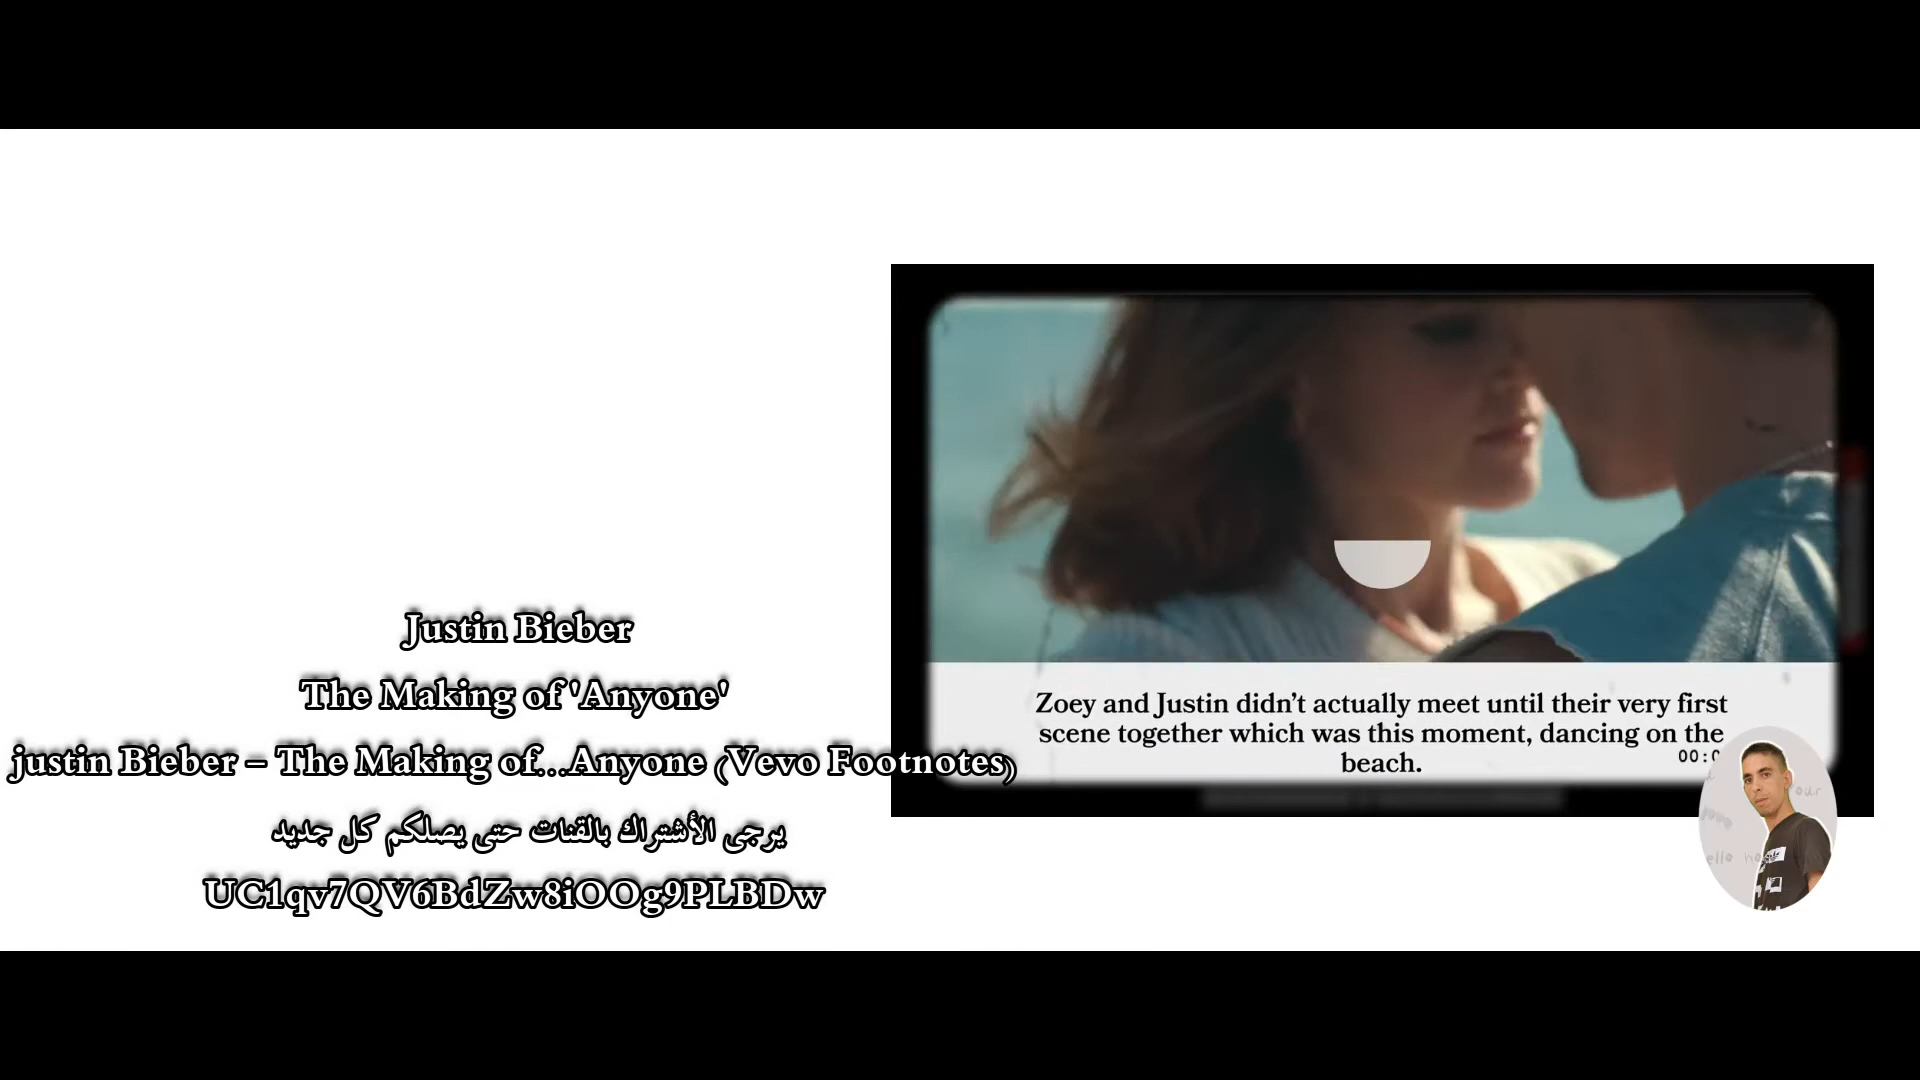 Justin Bieber
The Making of 'Anyone'
justin Bieber – The Making of...Anyone (Vevo Footnotes)
يرجى الأشتراك بالقنات حتى يصلكم كل جديد
UC1qv7QV6BdZw8iOOg9PLBDw
Zoey and Justin didn’t actually meet until their very first
scene together which was this moment, dancing on the
beach.
00:0